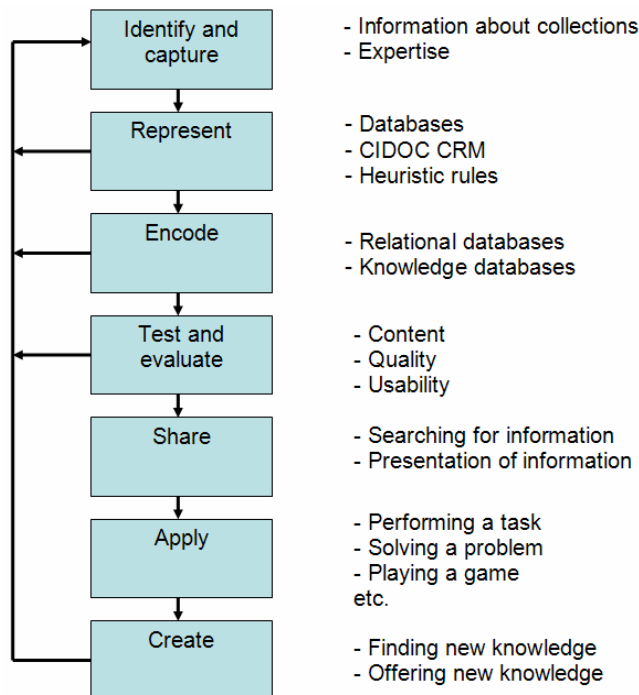 Identify and
capture
- Information about collections
- Expertise
Represent
- Databases
- CIDOC CRM
- Heuristic rules
Encode
- Relational databases
- Knowledge databases
Test and
evaluate
- Content
- Quality
- Usability
Share
- Searching for information
- Presentation of information
Apply
- Performing a task
- Solving a problem
- Playing a game
etc.
Create
- Finding new knowledge
- Offering new knowledge